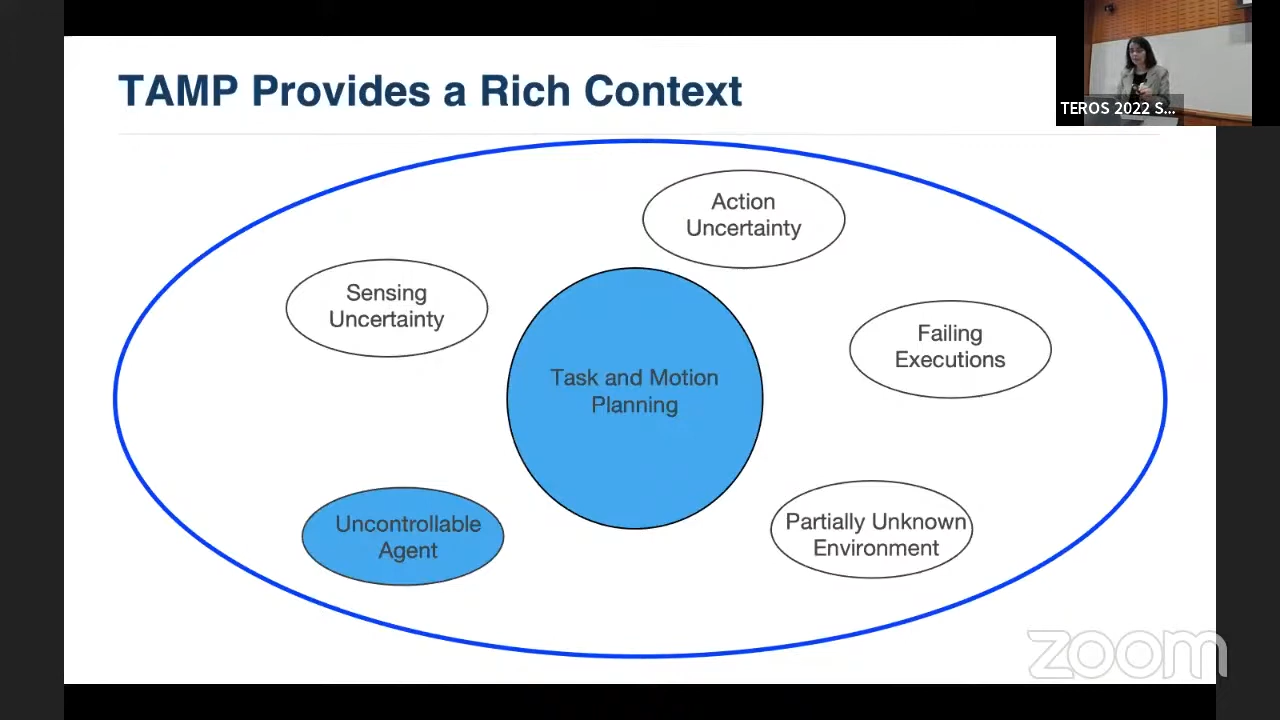 TAMP Provides a Rich Context
TEROS 2022 S...
Action
Uncertainty
Sensing
Uncertainty
Failing
Executions
Task and Motion
Planning
Uncontrollable
Agent
Partially Unknown
Environment
zoom